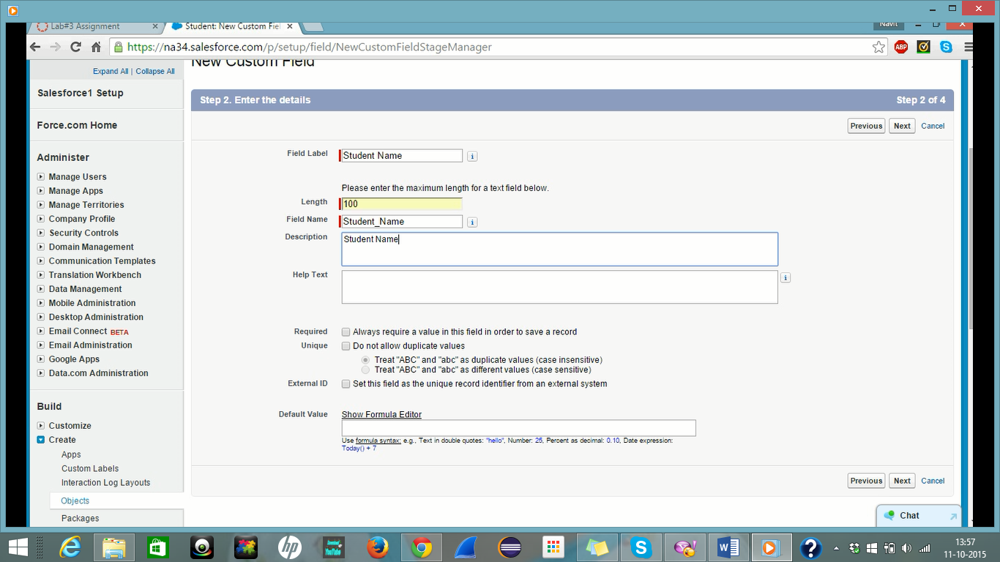 Lab#3 Assignment
Student: New Custom Fiel
Navit
https://na34.salesforce.com/p/setup/field/NewCustomFieldStageManager
ABP
New Custom Field
Expand All | Collapse All
Salesforce1 Setup
Force.com Home
Administer
Manage Users
Manage Apps
Manage Territories
Company Profile
Security Controls
Domain Management
Communication Templates
Translation Workbench
Data Management
Mobile Administration
Desktop Administration
Email Connect BETA
Email Administration
Google Apps
Data.com Administration
Build
Customize
Create
Apps
Custom Labels
Interaction Log Layouts
Objects
Packages
Step 2. Enter the details Step 2 of 4
Previous Next Cancel
Field Label Student Name i
Please enter the maximum length for a text field below.
Length 100
Field Name Student_Name i
Description Student Name
Help Text i
Required Always require a value in this field in order to save a record
Unique Do not allow duplicate values
Treat "ABC" and "abc" as duplicate values (case insensitive)
Treat "ABC" and "abc" as different values (case sensitive)
External ID Set this field as the unique record identifier from an external system
Default Value Show Formula Editor
Use formula syntax: e.g., Text in double quotes: "hello", Number: 25, Percent as decimal: 0.10, Date expression:
Today() + 7
Previous Next Cancel
Chat
hp
YouTube
13:57
11-10-2015